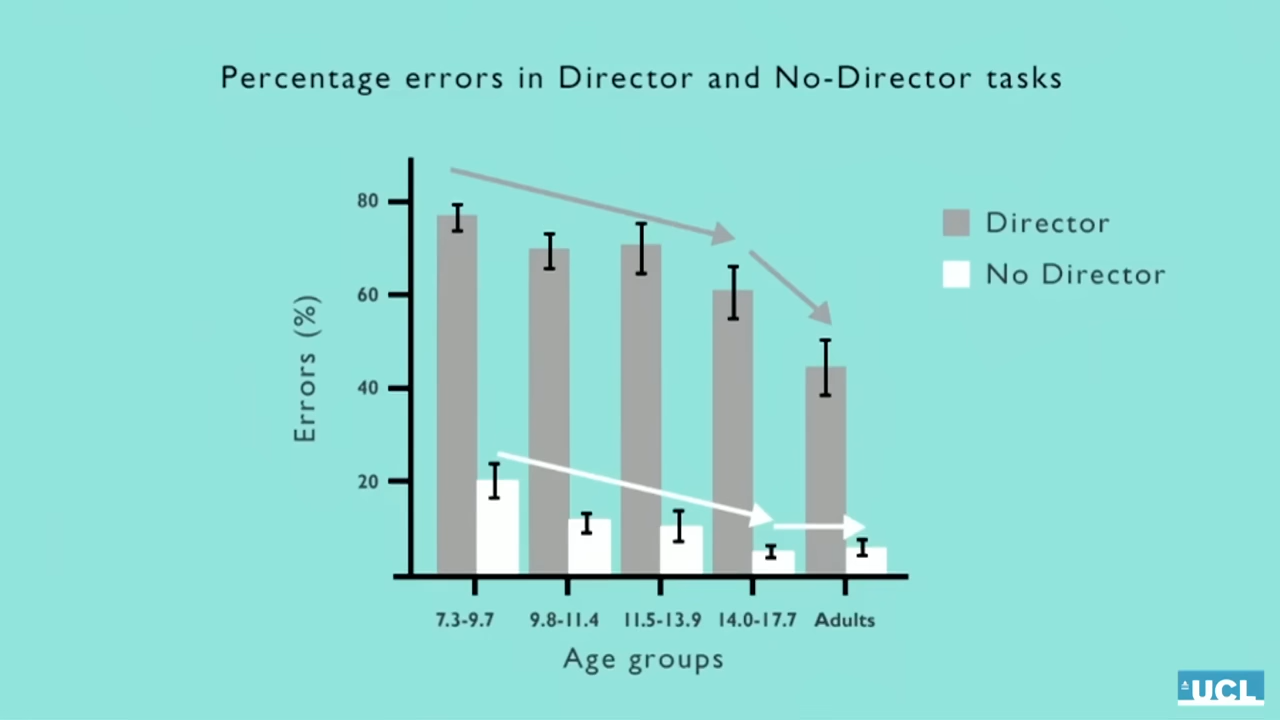 Percentage errors in Director and No-Director tasks
80
60
40
20
Errors (%)
7.3-9.7 9.8-11.4 11.5-13.9 14.0-17.7 Adults
Age groups
Director
No Director
UCL